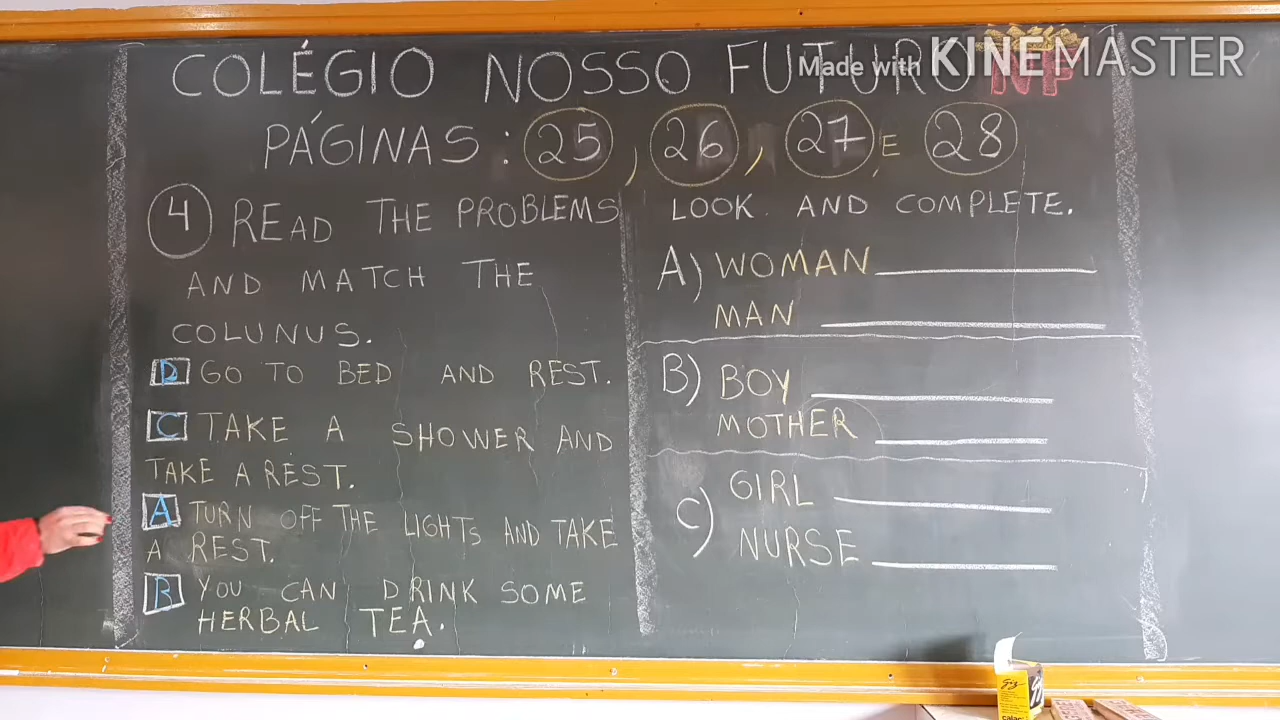 COLÉGIO NOSSO FUTURO NF
Made with KINEMASTER
PÁGINAS: 25, 26, 27 E 28
4 READ THE PROBLEMS
AND MATCH THE
COLUNUS.
D GO TO BED AND REST.
C TAKE A SHOWER AND
TAKE A REST.
A TURN OFF THE LIGHTS AND TAKE
A REST.
B YOU CAN DRINK SOME
HERBAL TEA.
LOOK AND COMPLETE.
A) WOMAN
MAN
B) BOY
MOTHER
C) GIRL
NURSE